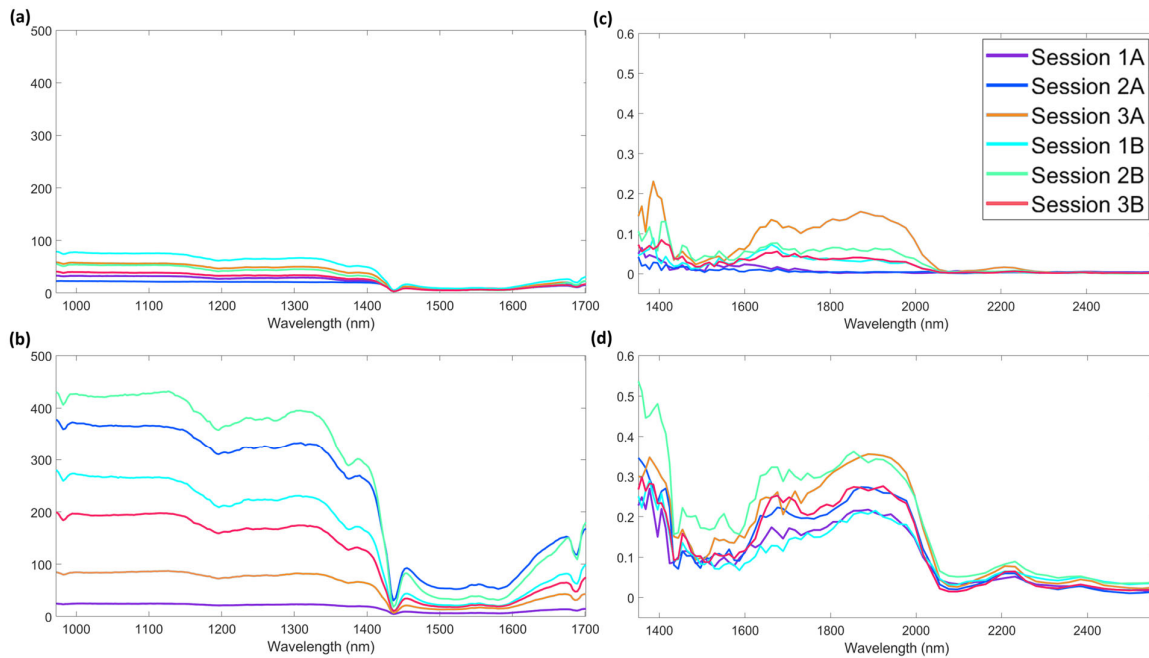 (a)
500
400
300
200
100
0
1000 1100 1200 1300 1400 1500 1600 1700
Wavelength (nm)
(c)
0.6
0.5
0.4
0.3
0.2
0.1
0
1400 1600 1800 2000 2200 2400
Wavelength (nm)
Session 1A
Session 2A
Session 3A
Session 1B
Session 2B
Session 3B
(b)
500
400
300
200
100
0
1000 1100 1200 1300 1400 1500 1600 1700
Wavelength (nm)
(d)
0.6
0.5
0.4
0.3
0.2
0.1
0
1400 1600 1800 2000 2200 2400
Wavelength (nm)